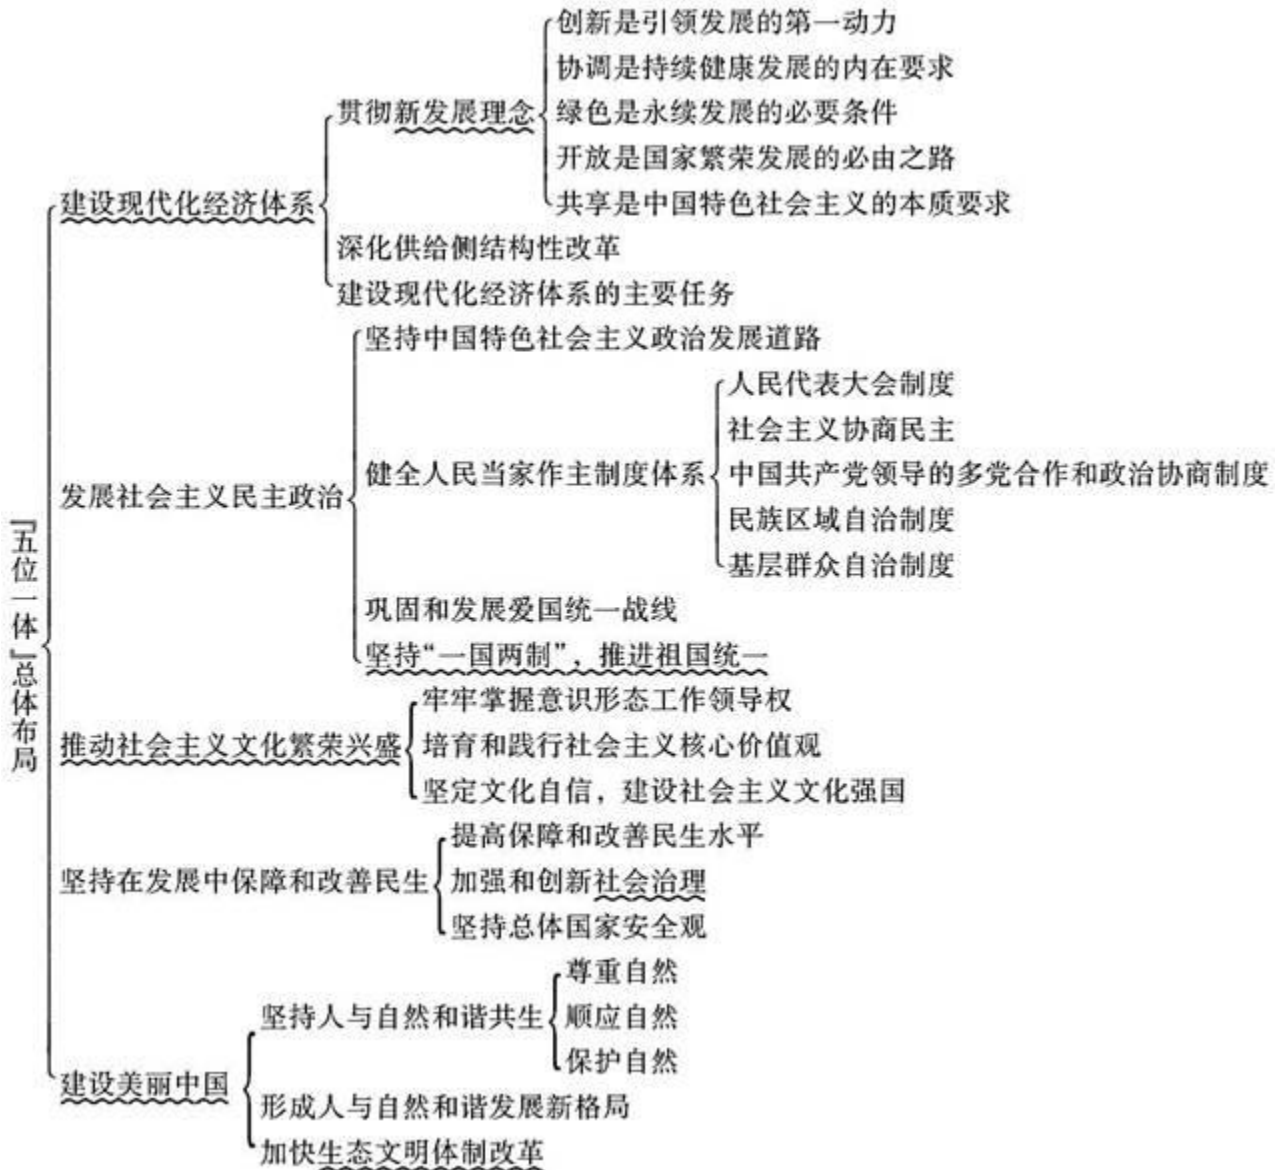 『五位一体』总体布局
建设现代化经济体系
贯彻新发展理念
创新是引领发展的第一动力
协调是持续健康发展的内在要求
绿色是永续发展的必要条件
开放是国家繁荣发展的必由之路
共享是中国特色社会主义的本质要求
深化供给侧结构性改革
建设现代化经济体系的主要任务
发展社会主义民主政治
坚持中国特色社会主义政治发展道路
健全人民当家作主制度体系
人民代表大会制度
社会主义协商民主
中国共产党领导的多党合作和政治协商制度
民族区域自治制度
基层群众自治制度
巩固和发展爱国统一战线
坚持“一国两制”，推进祖国统一
推动社会主义文化繁荣兴盛
牢牢掌握意识形态工作领导权
培育和践行社会主义核心价值观
坚定文化自信，建设社会主义文化强国
坚持在发展中保障和改善民生
提高保障和改善民生水平
加强和创新社会治理
坚持总体国家安全观
建设美丽中国
坚持人与自然和谐共生
尊重自然
顺应自然
保护自然
形成人与自然和谐发展新格局
加快生态文明体制改革